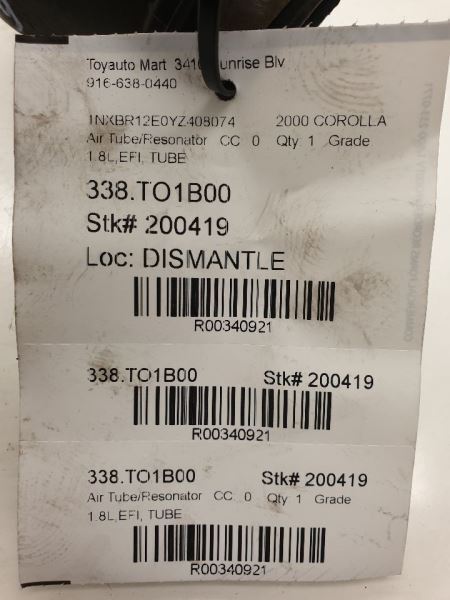 Toyauto Mart 3410 Sunrise Blv
916-638-0440
1NXBR12E0YZ408074 2000 COROLLA
Air Tube/Resonator CC: 0 Qty: 1 Grade
1.8L,EFI, TUBE
338.TO1B00
Stk# 200419
Loc: DISMANTLE
R00340921
338.TO1B00 Stk# 200419
R00340921
338.TO1B00 Stk# 200419
Air Tube/Resonator CC: 0 Qty: 1 Grade
1.8L,EFI, TUBE
R00340921